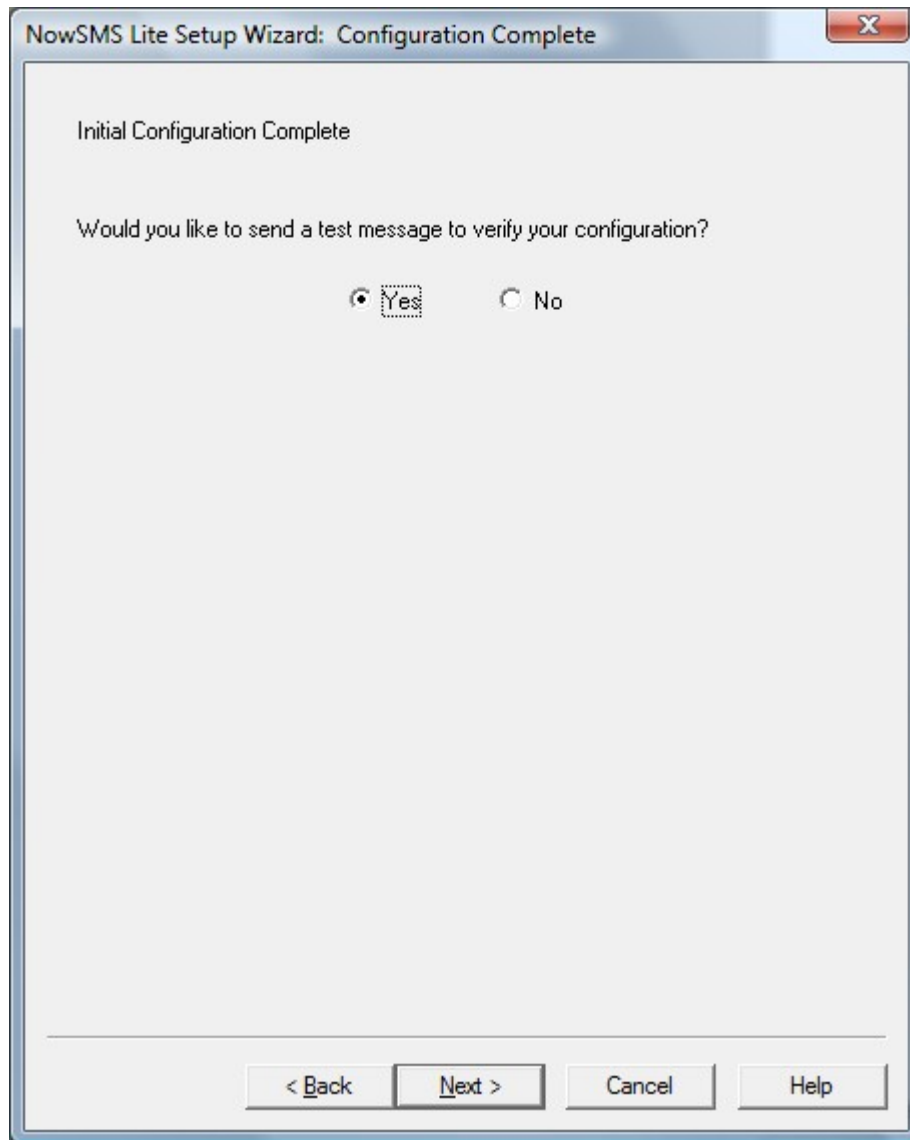 NowSMS Lite Setup Wizard:  Configuration Complete
Initial Configuration Complete
Would you like to send a test message to verify your configuration?
Yes No
< Back Next > Cancel Help